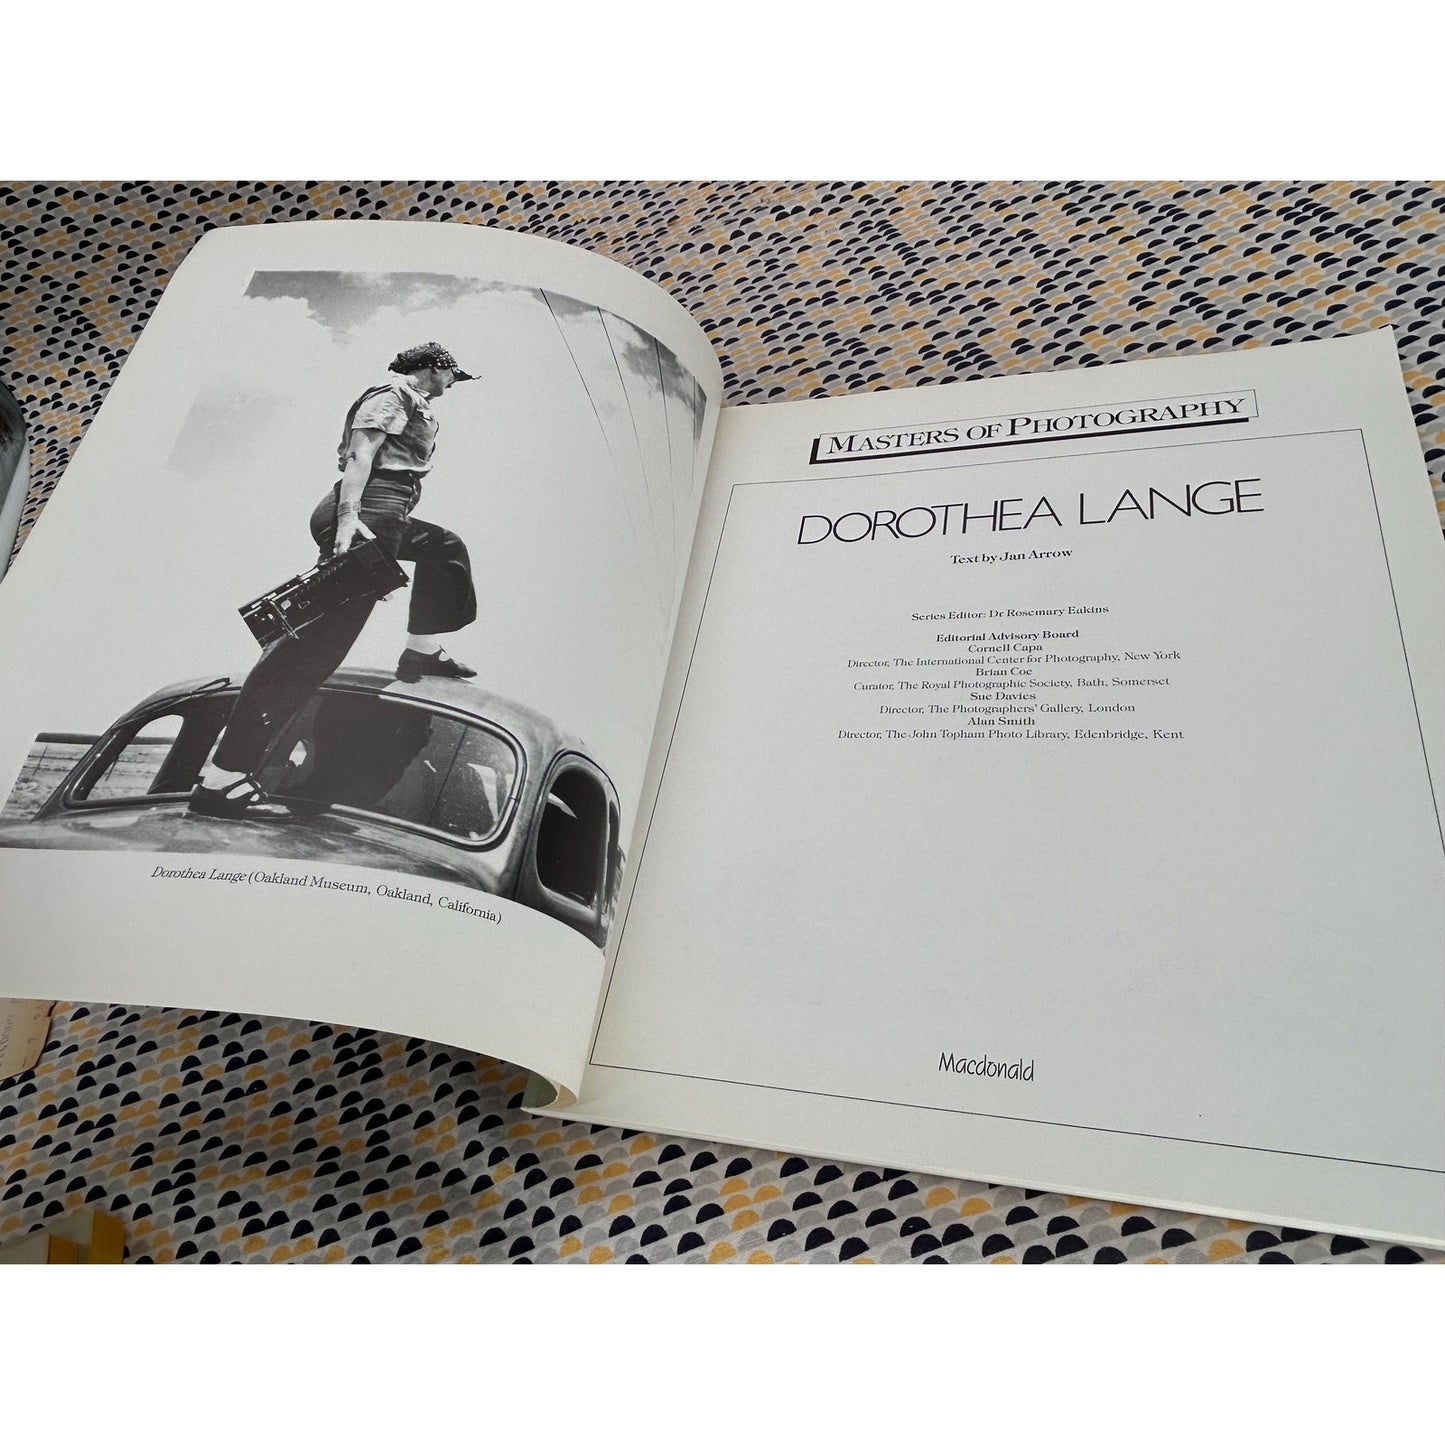 Dorothea Lange (Oakland Museum, Oakland, California)
MASTERS OF PHOTOGRAPHY
DOROTHEA LANGE
Text by Jan Arrow
Series Editor: Dr Rosemary Eakins
Editorial Advisory Board
Cornell Capa
Director, The International Center for Photography, New York
Brian Coe
Curator, The Royal Photographic Society, Bath, Somerset
Sue Davies
Director, The Photographers' Gallery, London
Alan Smith
Director, The John Topham Photo Library, Edenbridge, Kent
Macdonald